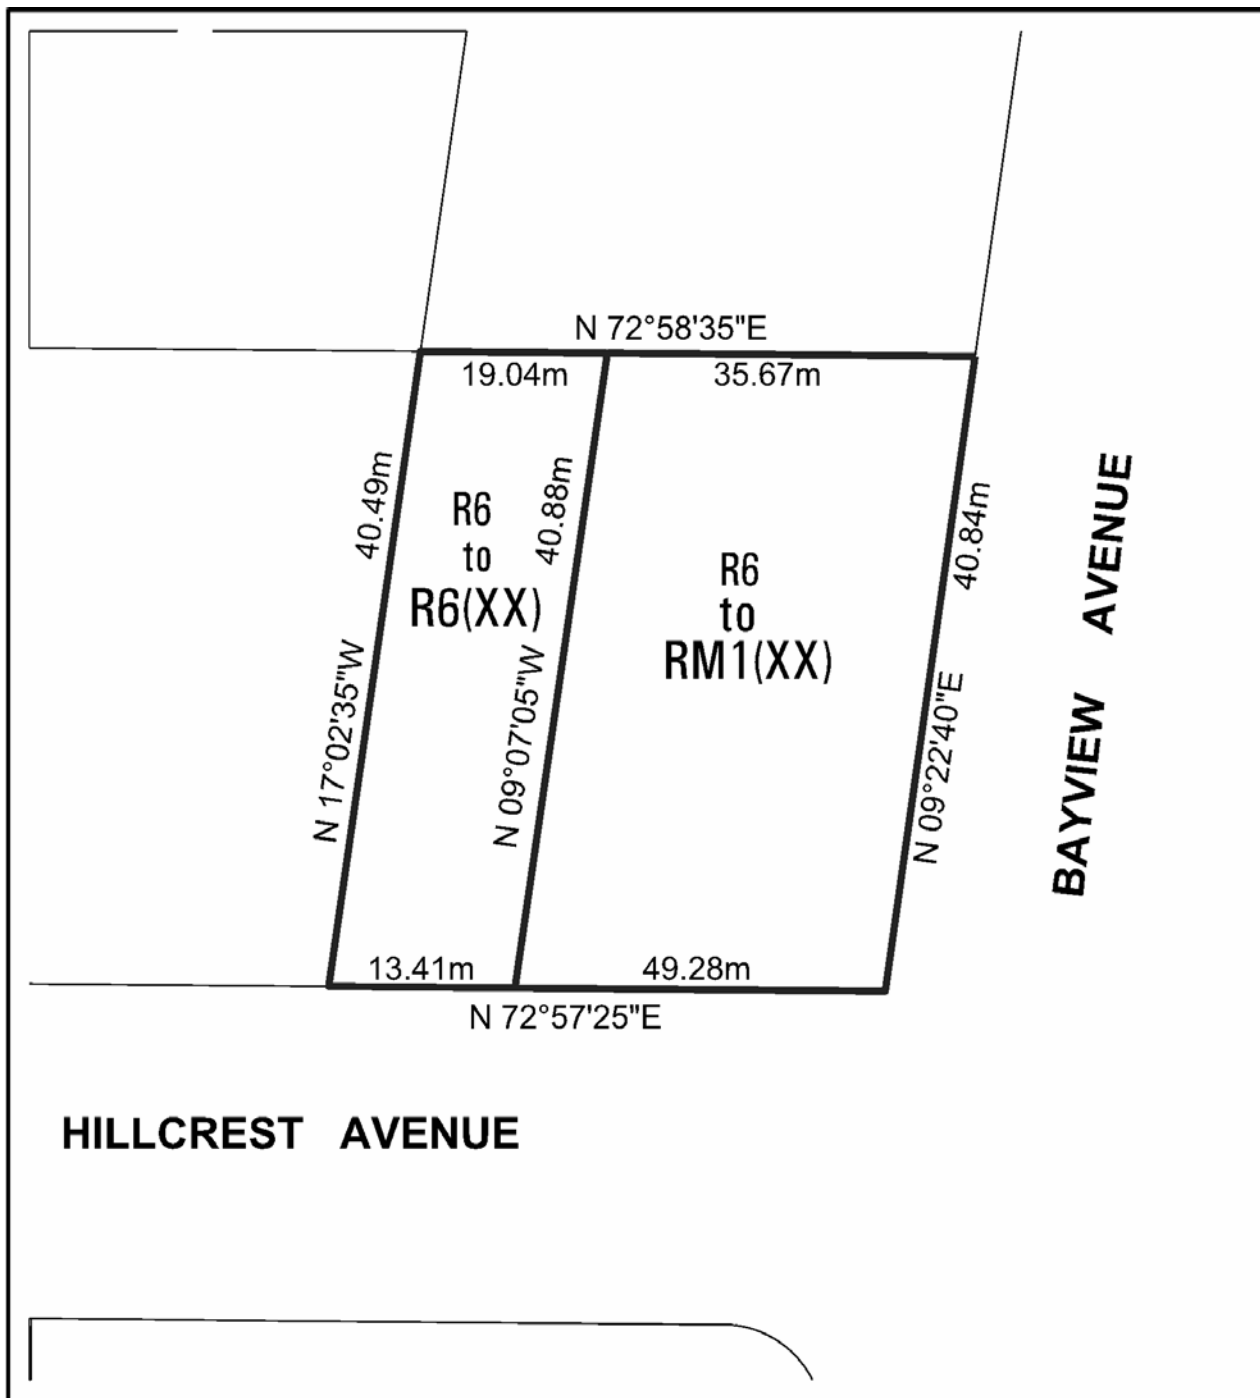 N 72°58'35"E
19.04m
35.67m
40.49m
N 17°02'35"W
R6
to
R6(XX)
40.88m
N 09°07'05"W
R6
to
RM1(XX)
40.84m
N 09°22'40"E
BAYVIEW AVENUE
13.41m
49.28m
N 72°57'25"E
HILLCREST AVENUE